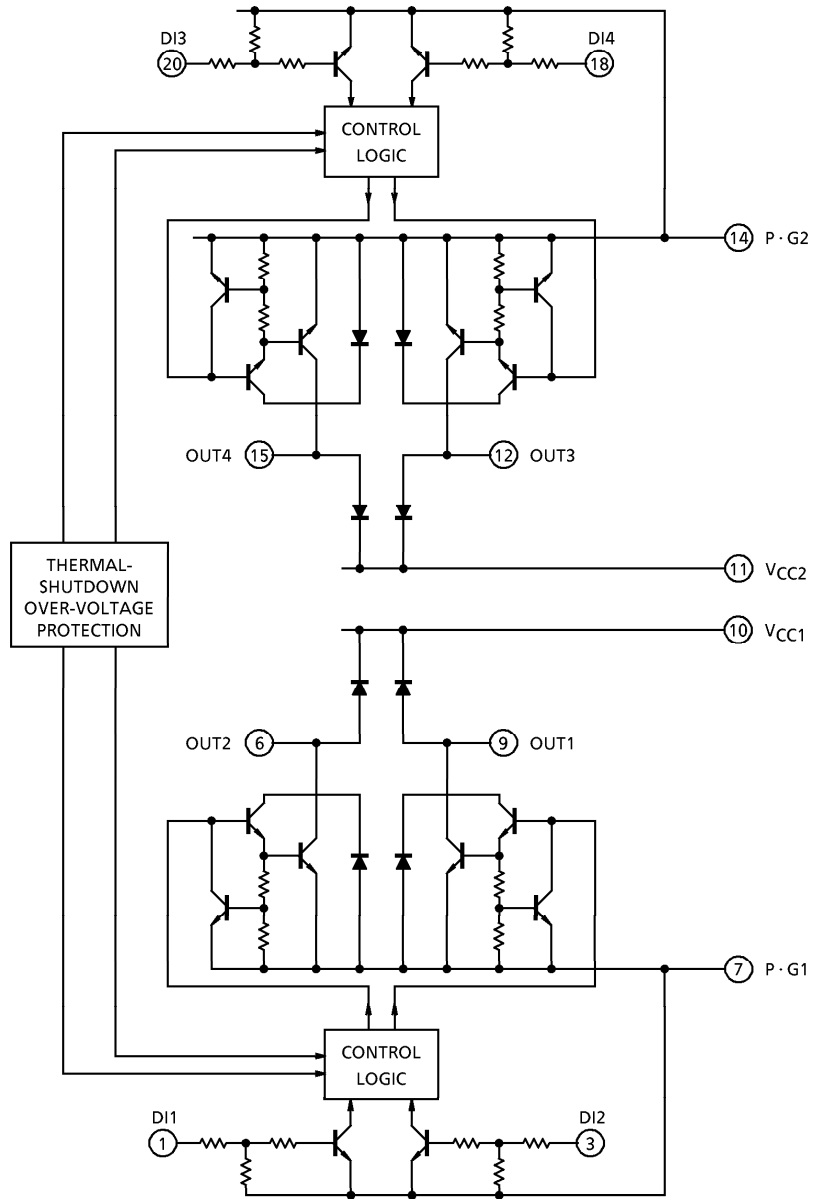 DI3
20
DI4
18
CONTROL
LOGIC
14 P · G2
OUT4 15
12 OUT3
THERMAL-
SHUTDOWN
OVER-VOLTAGE
PROTECTION
11 VCC2
10 VCC1
OUT2 6
9 OUT1
7 P · G1
CONTROL
LOGIC
DI1
1
DI2
3